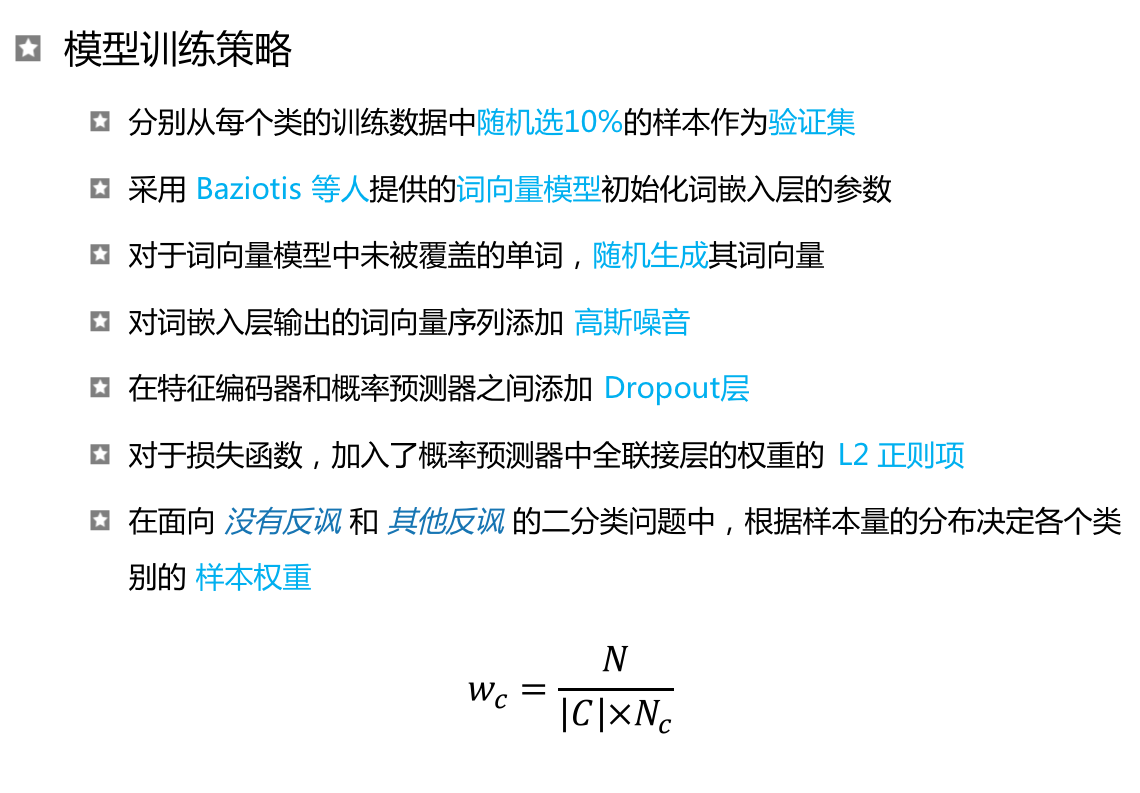 模型训练策略
分别从每个类的训练数据中随机选10%的样本作为验证集
采用 Baziotis 等人提供的词向量模型初始化词嵌入层的参数
对于词向量模型中未被覆盖的单词，随机生成其词向量
对词嵌入层输出的词向量序列添加 高斯噪音
在特征编码器和概率预测器之间添加 Dropout层
对于损失函数，加入了概率预测器中全联接层的权重的 L2 正则项
在面向 没有反讽 和 其他反讽 的二分类问题中，根据样本量的分布决定各个类
别的 样本权重
w_c = N / (|C|×N_c)